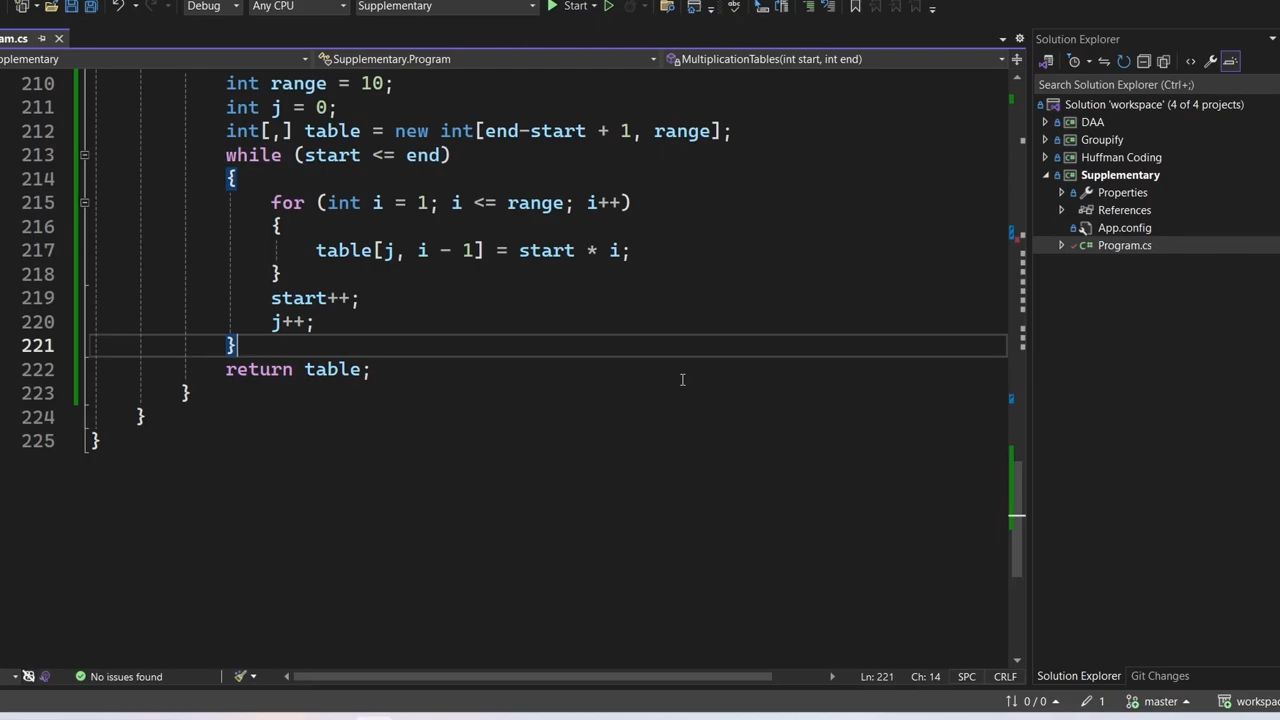 Debug Any CPU Supplementary Start
am.cs
pplementary Supplementary.Program MultiplicationTables(int start, int end)
210 int range = 10;
211 int j = 0;
212 int[,] table = new int[end-start + 1, range];
213 while (start <= end)
214 {
215 for (int i = 1; i <= range; i++)
216 {
217 table[j, i - 1] = start * i;
218 }
219 start++;
220 j++;
221 }
222 return table;
223 }
224 }
225 }
No issues found Ln: 221 Ch: 14 SPC CRLF
Solution Explorer
Search Solution Explorer (Ctrl+;)
Solution 'workspace' (4 of 4 projects)
DAA
Groupify
Huffman Coding
Supplementary
Properties
References
App.config
C# Program.cs
Solution Explorer Git Changes
0 / 0 1 master workspac